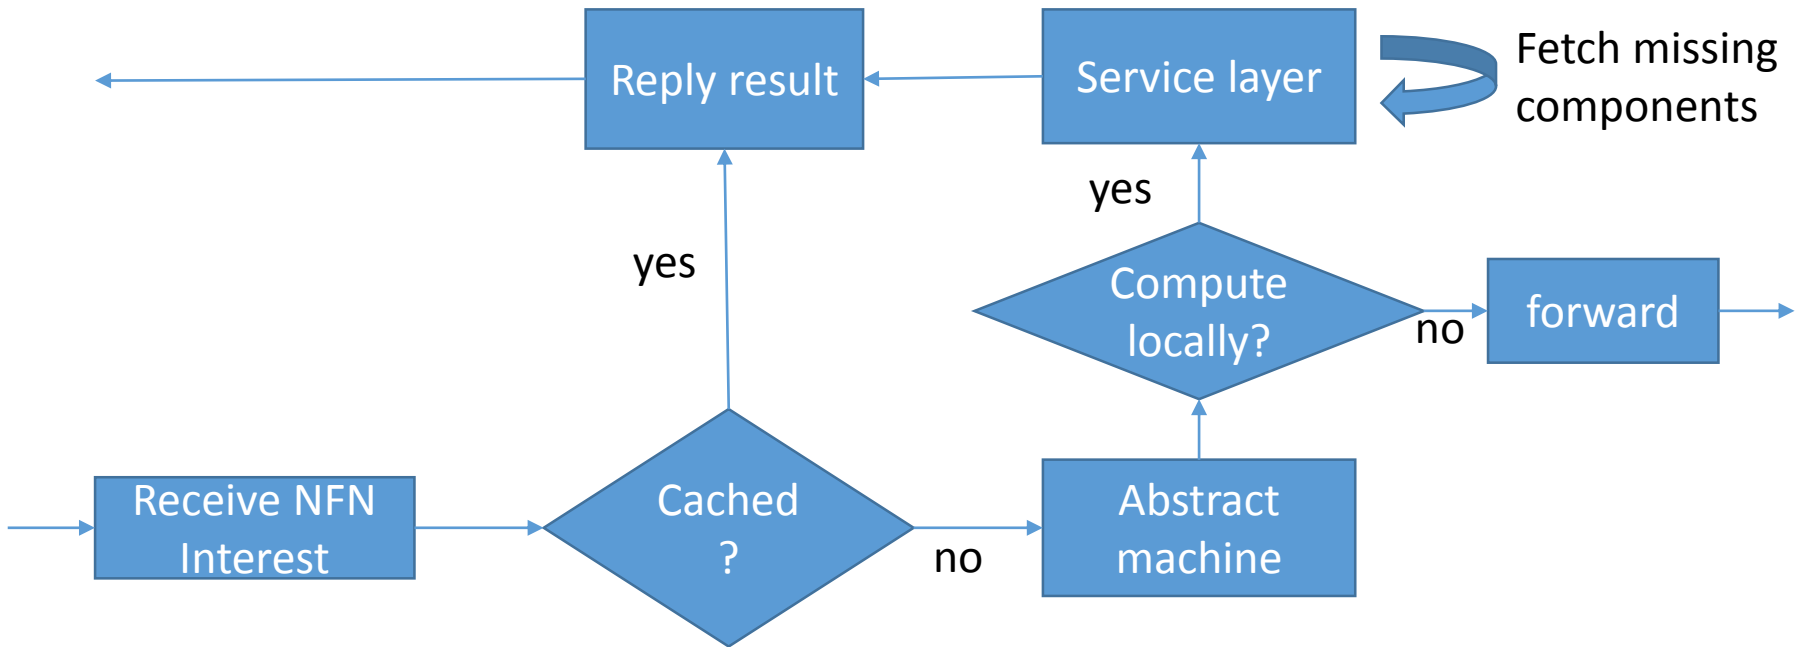 Reply result
Service layer
Fetch missing
components
yes
yes
Compute
locally?
no
forward
Receive NFN
Interest
Cached
?
no
Abstract
machine